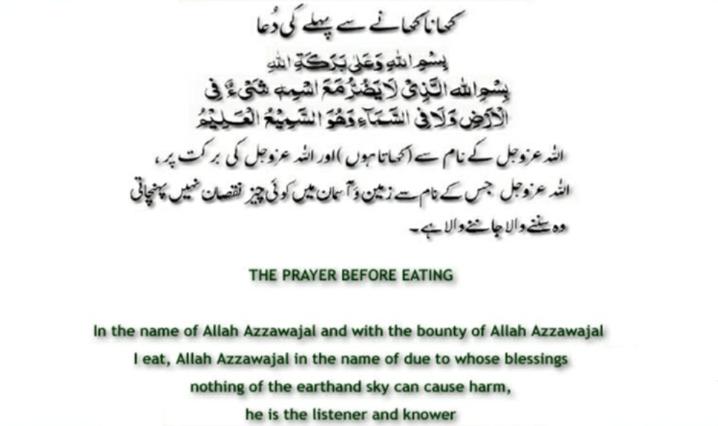 کھانا کھانے سے پہلے کی دُعا
بِسْمِ اللهِ وَعَلىٰ بَرَكَةِ اللهِ
بِسْمِ اللهِ الَّذِىْ لَا يَضُرُّ مَعَ اسْمِهٖ شَىْءٌ فِى
الْاَرْضِ وَلَا فِى السَّمَآءِ وَهُوَ السَّمِيْعُ الْعَلِيْمُ
اللہ عزوجل کے نام سے (کھاتا ہوں) اور اللہ عزوجل کی برکت پر،
اللہ عزوجل جس کے نام سے زمین و آسمان میں کوئی چیز نقصان نہیں پہنچاتی
وہ سننے والا جاننے والا ہے۔
THE PRAYER BEFORE EATING
In the name of Allah Azzawajal and with the bounty of Allah Azzawajal
I eat, Allah Azzawajal in the name of due to whose blessings
nothing of the earthand sky can cause harm,
he is the listener and knower